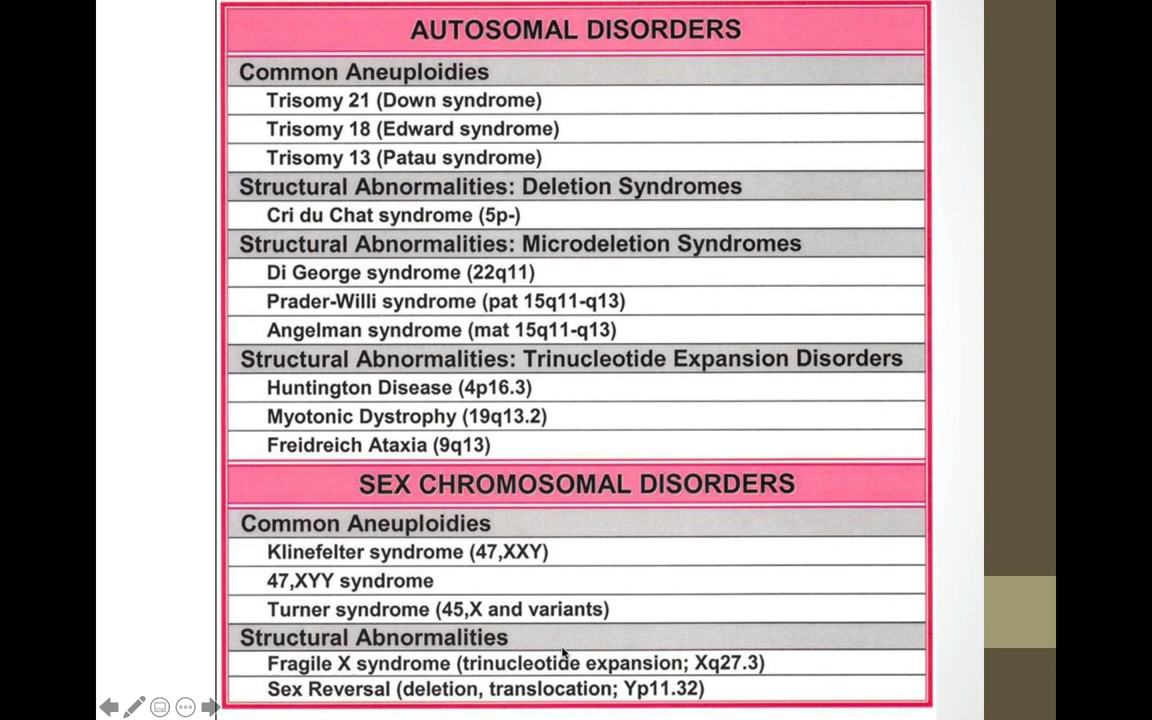 AUTOSOMAL DISORDERS
Common Aneuploidies
Trisomy 21 (Down syndrome)
Trisomy 18 (Edward syndrome)
Trisomy 13 (Patau syndrome)
Structural Abnormalities: Deletion Syndromes
Cri du Chat syndrome (5p-)
Structural Abnormalities: Microdeletion Syndromes
Di George syndrome (22q11)
Prader-Willi syndrome (pat 15q11-q13)
Angelman syndrome (mat 15q11-q13)
Structural Abnormalities: Trinucleotide Expansion Disorders
Huntington Disease (4p16.3)
Myotonic Dystrophy (19q13.2)
Freidreich Ataxia (9q13)
SEX CHROMOSOMAL DISORDERS
Common Aneuploidies
Klinefelter syndrome (47,XXY)
47,XYY syndrome
Turner syndrome (45,X and variants)
Structural Abnormalities
Fragile X syndrome (trinucleotide expansion; Xq27.3)
Sex Reversal (deletion, translocation; Yp11.32)